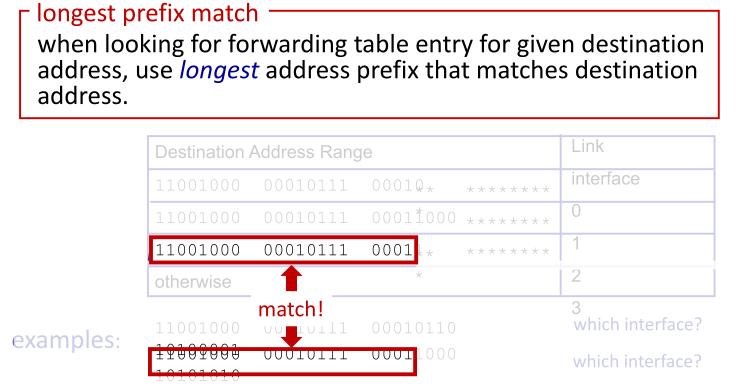 longest prefix match
when looking for forwarding table entry for given destination
address, use longest address prefix that matches destination
address.
Destination Address Range
Link
interface
11001000 00010111 00010** ********
*
0
11001000 00010111 00011000 ********
1
11001000 00010111 0001** ********
*
2
otherwise
3
match!
examples:
11001000 00010111 00010110
10100001
which interface?
11001000 00010111 00011000
10101010
which interface?